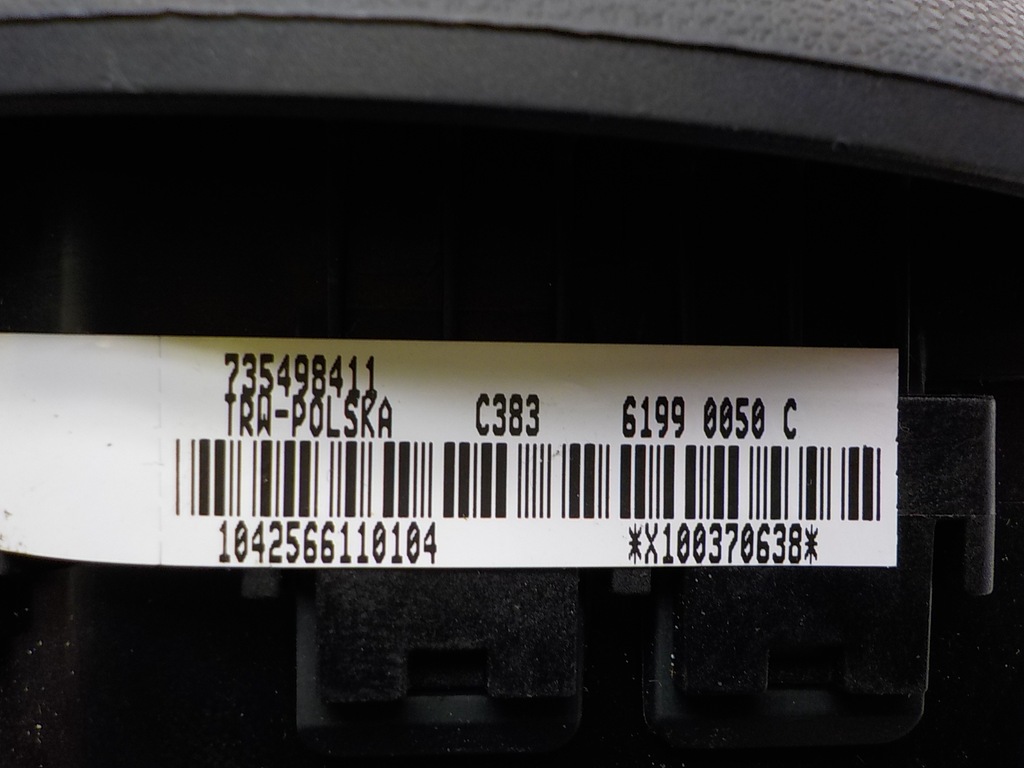 735498411
TRW-POLSKA C383 6199 0050 C
1042566110104 *X100370638*